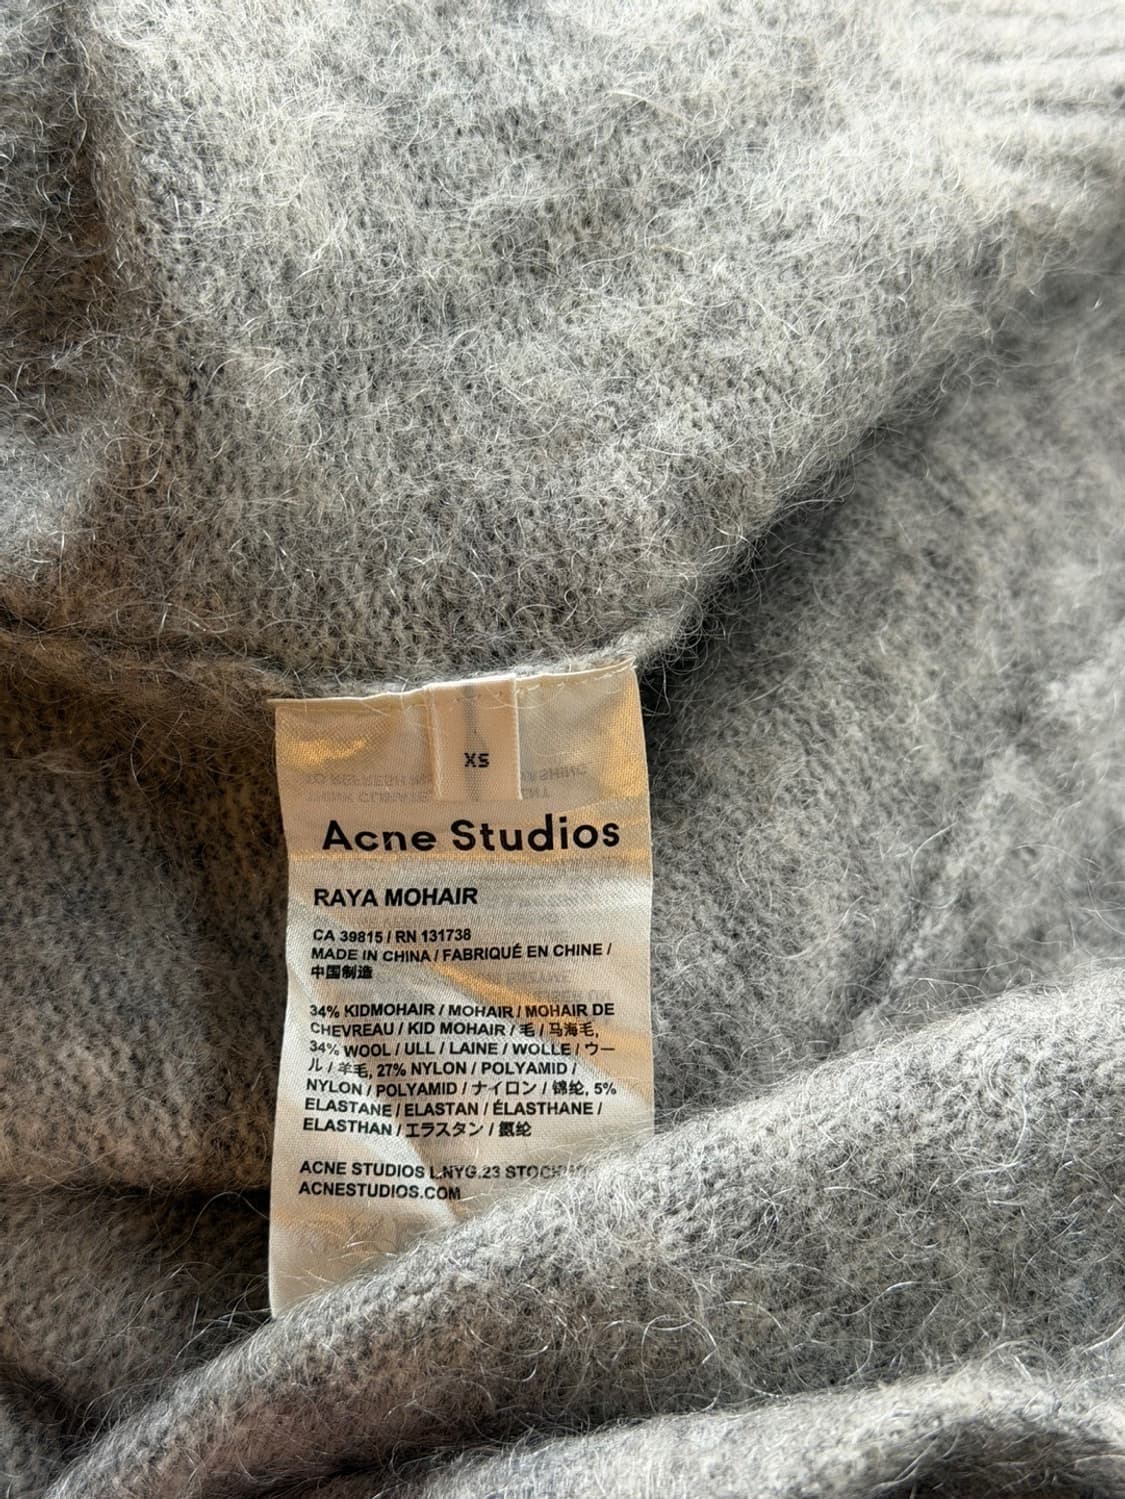 XS
Acne Studios
RAYA MOHAIR
CA 39815 / RN 131738
MADE IN CHINA / FABRIQUÉ EN CHINE /
中国制造
34% KIDMOHAIR / MOHAIR / MOHAIR DE
CHEVREAU / KID MOHAIR / 毛 / 马海毛,
34% WOOL / ULL / LAINE / WOLLE / ウー
ル / 羊毛, 27% NYLON / POLYAMID /
NYLON / POLYAMID / ナイロン / 锦纶, 5%
ELASTANE / ELASTAN / ÉLASTHANE /
ELASTHAN / エラスタン / 氨纶
ACNE STUDIOS L.NYG.23
ACNESTUDIOS.COM